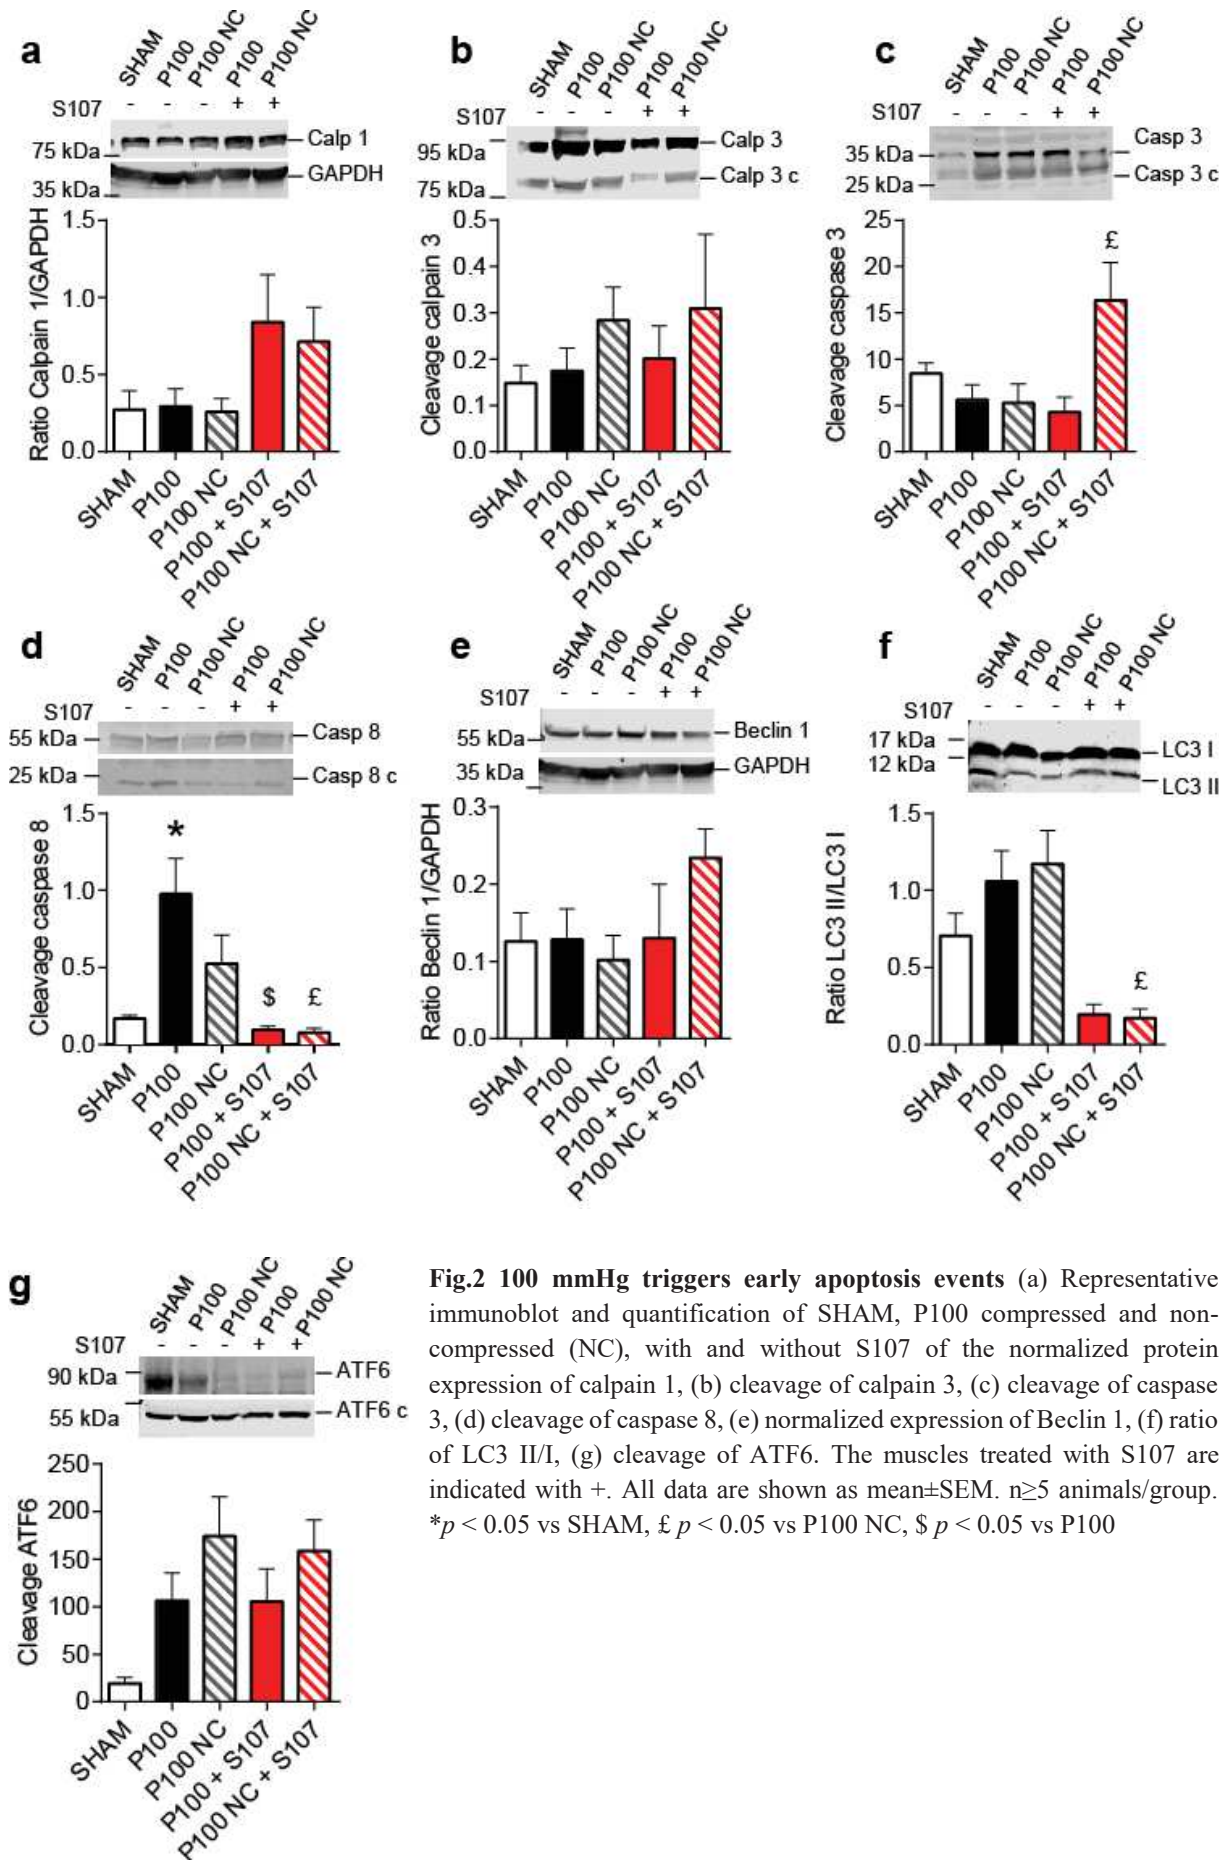 a
SHAM P100 P100 NC P100 P100 NC
S107 - - - + +
75 kDa Calp 1
35 kDa GAPDH
Ratio Calpain 1/GAPDH
1.5
1.0
0.5
0.0
SHAM P100 P100 NC P100 + S107 P100 NC + S107
b
SHAM P100 P100 NC P100 P100 NC
S107 - - - + +
95 kDa Calp 3
75 kDa Calp 3 c
Cleavage calpain 3
0.5
0.4
0.3
0.2
0.1
0.0
SHAM P100 P100 NC P100 + S107 P100 NC + S107
c
SHAM P100 P100 NC P100 P100 NC
S107 - - - + +
Casp 3
35 kDa
25 kDa Casp 3 c
Cleavage caspase 3
25
20
15
10
5
0
£
SHAM P100 P100 NC P100 + S107 P100 NC + S107
d
SHAM P100 P100 NC P100 P100 NC
S107 - - - + +
55 kDa Casp 8
25 kDa Casp 8 c
Cleavage caspase 8
1.5
1.0
0.5
0.0
* $ £
SHAM P100 P100 NC P100 + S107 P100 NC + S107
e
SHAM P100 P100 NC P100 P100 NC
S107 - - - + +
55 kDa Beclin 1
35 kDa GAPDH
Ratio Beclin 1/GAPDH
0.3
0.2
0.1
0.0
SHAM P100 P100 NC P100 + S107 P100 NC + S107
f
SHAM P100 P100 NC P100 P100 NC
S107 - - - + +
17 kDa LC3 I
12 kDa LC3 II
Ratio LC3 II/LC3 I
1.5
1.0
0.5
0.0
£
SHAM P100 P100 NC P100 + S107 P100 NC + S107
g
SHAM P100 P100 NC P100 P100 NC
S107 - - - + +
90 kDa ATF6
55 kDa ATF6 c
Cleavage ATF6
250
200
150
100
50
0
SHAM P100 P100 NC P100 + S107 P100 NC + S107
Fig.2 100 mmHg triggers early apoptosis events (a) Representative
immunoblot and quantification of SHAM, P100 compressed and non-
compressed (NC), with and without S107 of the normalized protein
expression of calpain 1, (b) cleavage of calpain 3, (c) cleavage of caspase
3, (d) cleavage of caspase 8, (e) normalized expression of Beclin 1, (f) ratio
of LC3 II/I, (g) cleavage of ATF6. The muscles treated with S107 are
indicated with +. All data are shown as mean±SEM. n≥5 animals/group.
*p < 0.05 vs SHAM, £ p < 0.05 vs P100 NC, $ p < 0.05 vs P100